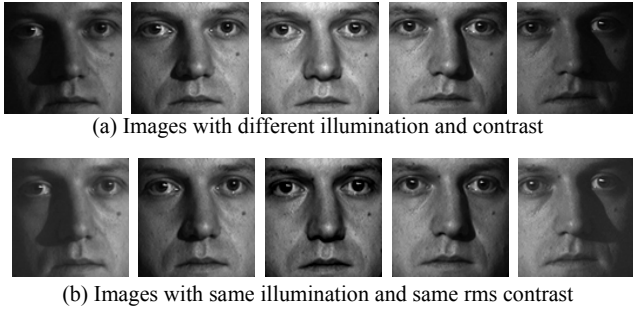 (a) Images with different illumination and contrast
(b) Images with same illumination and same rms contrast